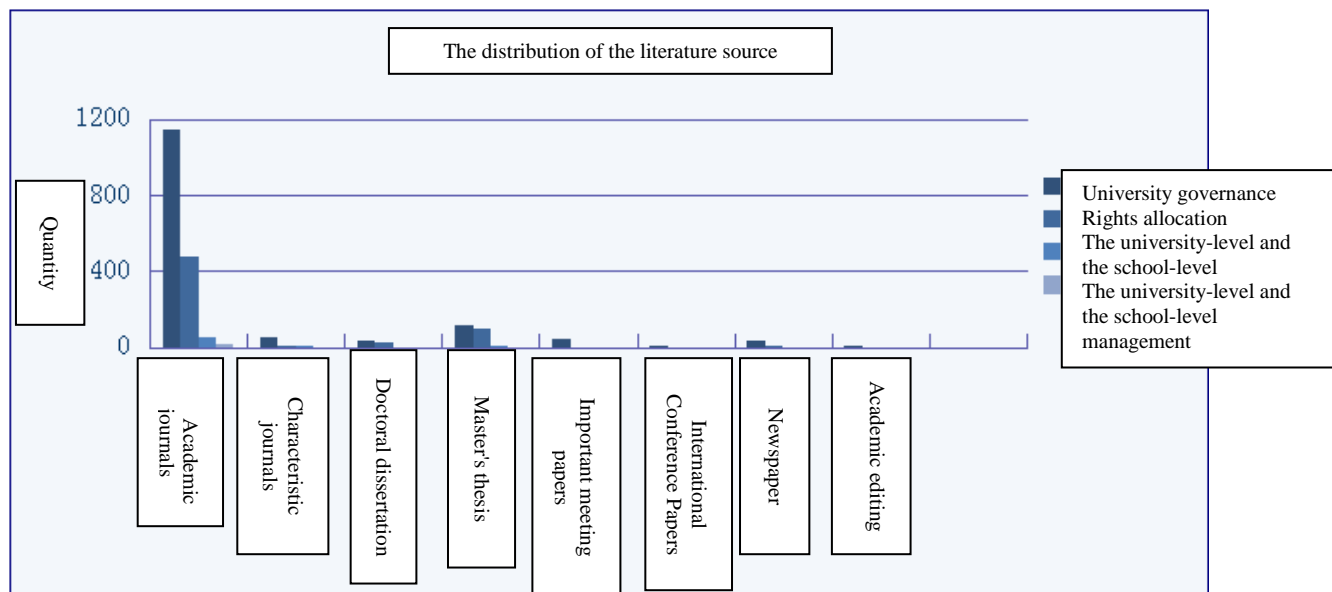 The distribution of the literature source
1200
800
400
0
Quantity
University governance
Rights allocation
The university-level and
the school-level
The university-level and
the school-level
management
Academic
journals
Characteristic
journals
Doctoral dissertation
Master's thesis
Important meeting
papers
International
Conference Papers
Newspaper
Academic editing